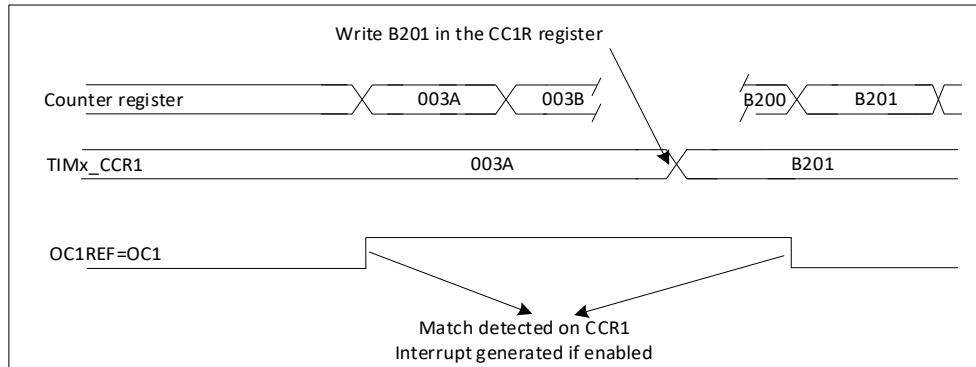 Write B201 in the CC1R register
Counter register 003A 003B B200 B201
TIMx_CCR1 003A B201
OC1REF=OC1
Match detected on CCR1
Interrupt generated if enabled